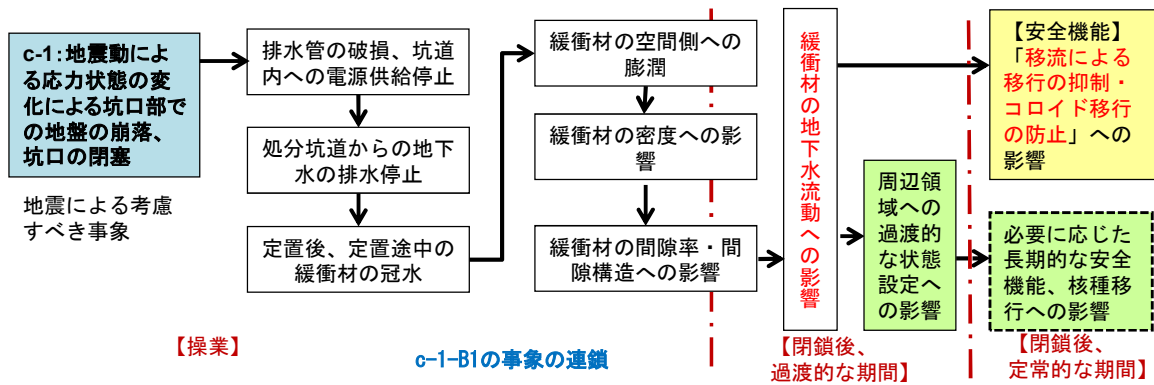 c-1:地震動によ
る応力状態の変
化による坑口部で
の地盤の崩落、
坑口の閉塞
地震による考慮
すべき事象
排水管の破損、坑道
内への電源供給停止
処分坑道からの地下
水の排水停止
定置後、定置途中の
緩衝材の冠水
緩衝材の空間側への
膨潤
緩衝材の密度への影
響
緩衝材の間隙率・間
隙構造への影響
緩衝材の地下水流動への影響
周辺領
域への
過渡的
な状態
設定へ
の影響
【安全機能】
「移流による
移行の抑制・
コロイド移行
の防止」への
影響
必要に応じた
長期的な安全
機能、核種移
行への影響
【操業】
c-1-B1の事象の連鎖
【閉鎖後、
過渡的な期間】
【閉鎖後、
定常的な期間】